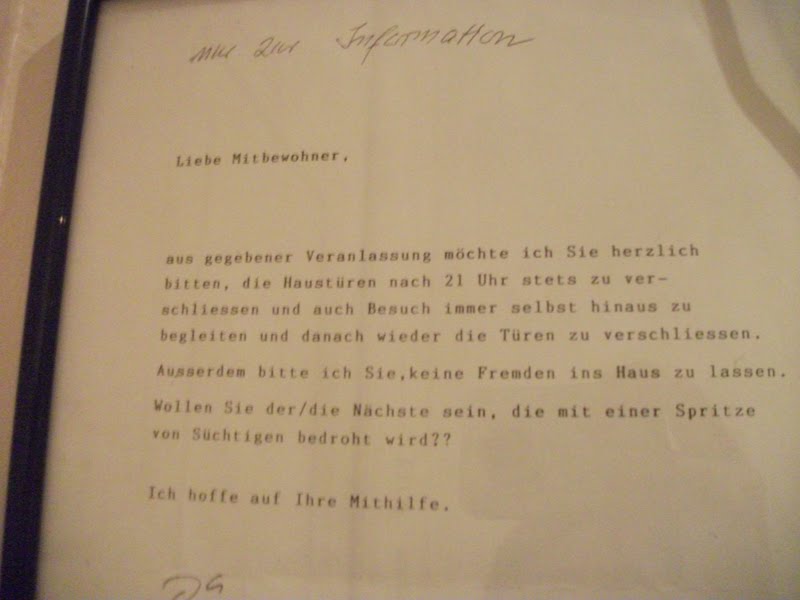 nur zur Information
Liebe Mitbewohner,
aus gegebener Veranlassung möchte ich Sie herzlich
bitten, die Haustüren nach 21 Uhr stets zu ver-
schliessen und auch Besuch immer selbst hinaus zu
begleiten und danach wieder die Türen zu verschliessen.
Ausserdem bitte ich Sie,keine Fremden ins Haus zu lassen.
Wollen Sie der/die Nächste sein, die mit einer Spritze
von Süchtigen bedroht wird??
Ich hoffe auf Ihre Mithilfe.